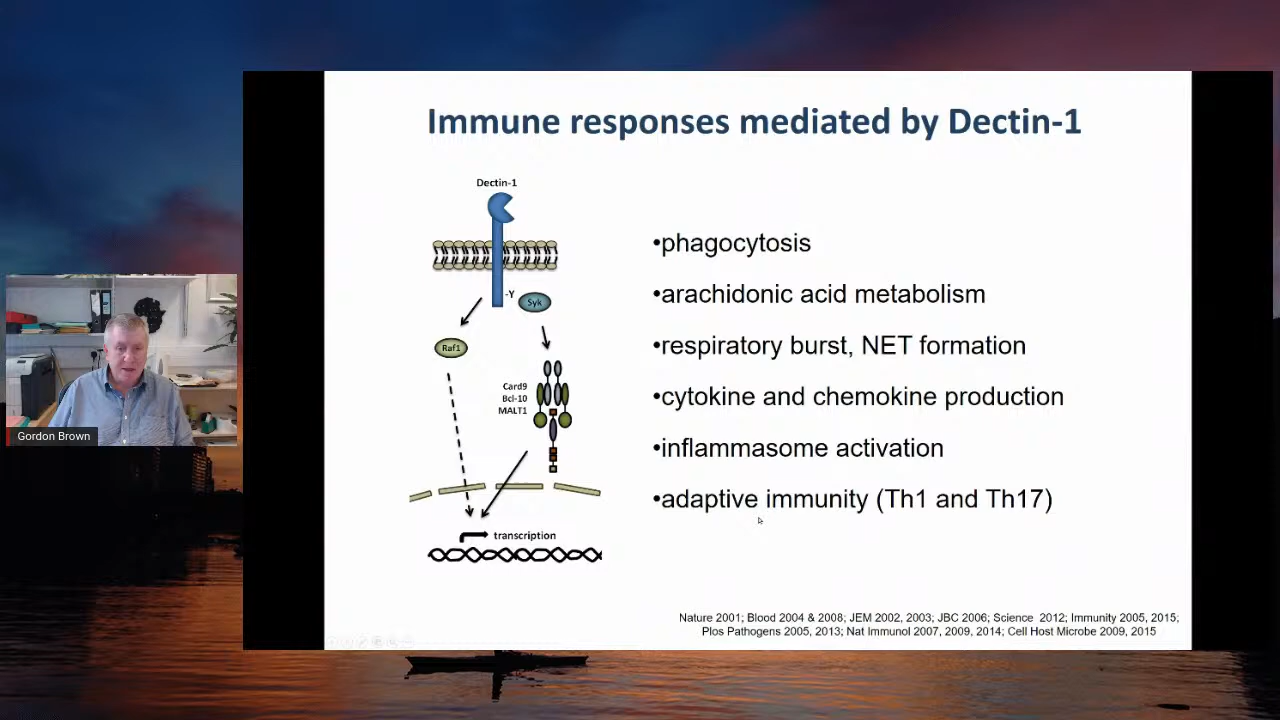 Immune responses mediated by Dectin-1
Dectin-1
-Y
Syk
Raf1
Card9
Bcl-10
MALT1
transcription
•phagocytosis
•arachidonic acid metabolism
•respiratory burst, NET formation
•cytokine and chemokine production
•inflammasome activation
•adaptive immunity (Th1 and Th17)
Nature 2001; Blood 2004 & 2008; JEM 2002, 2003; JBC 2006; Science 2012; Immunity 2005, 2015;
Plos Pathogens 2005, 2013; Nat Immunol 2007, 2009, 2014; Cell Host Microbe 2009, 2015
Gordon Brown